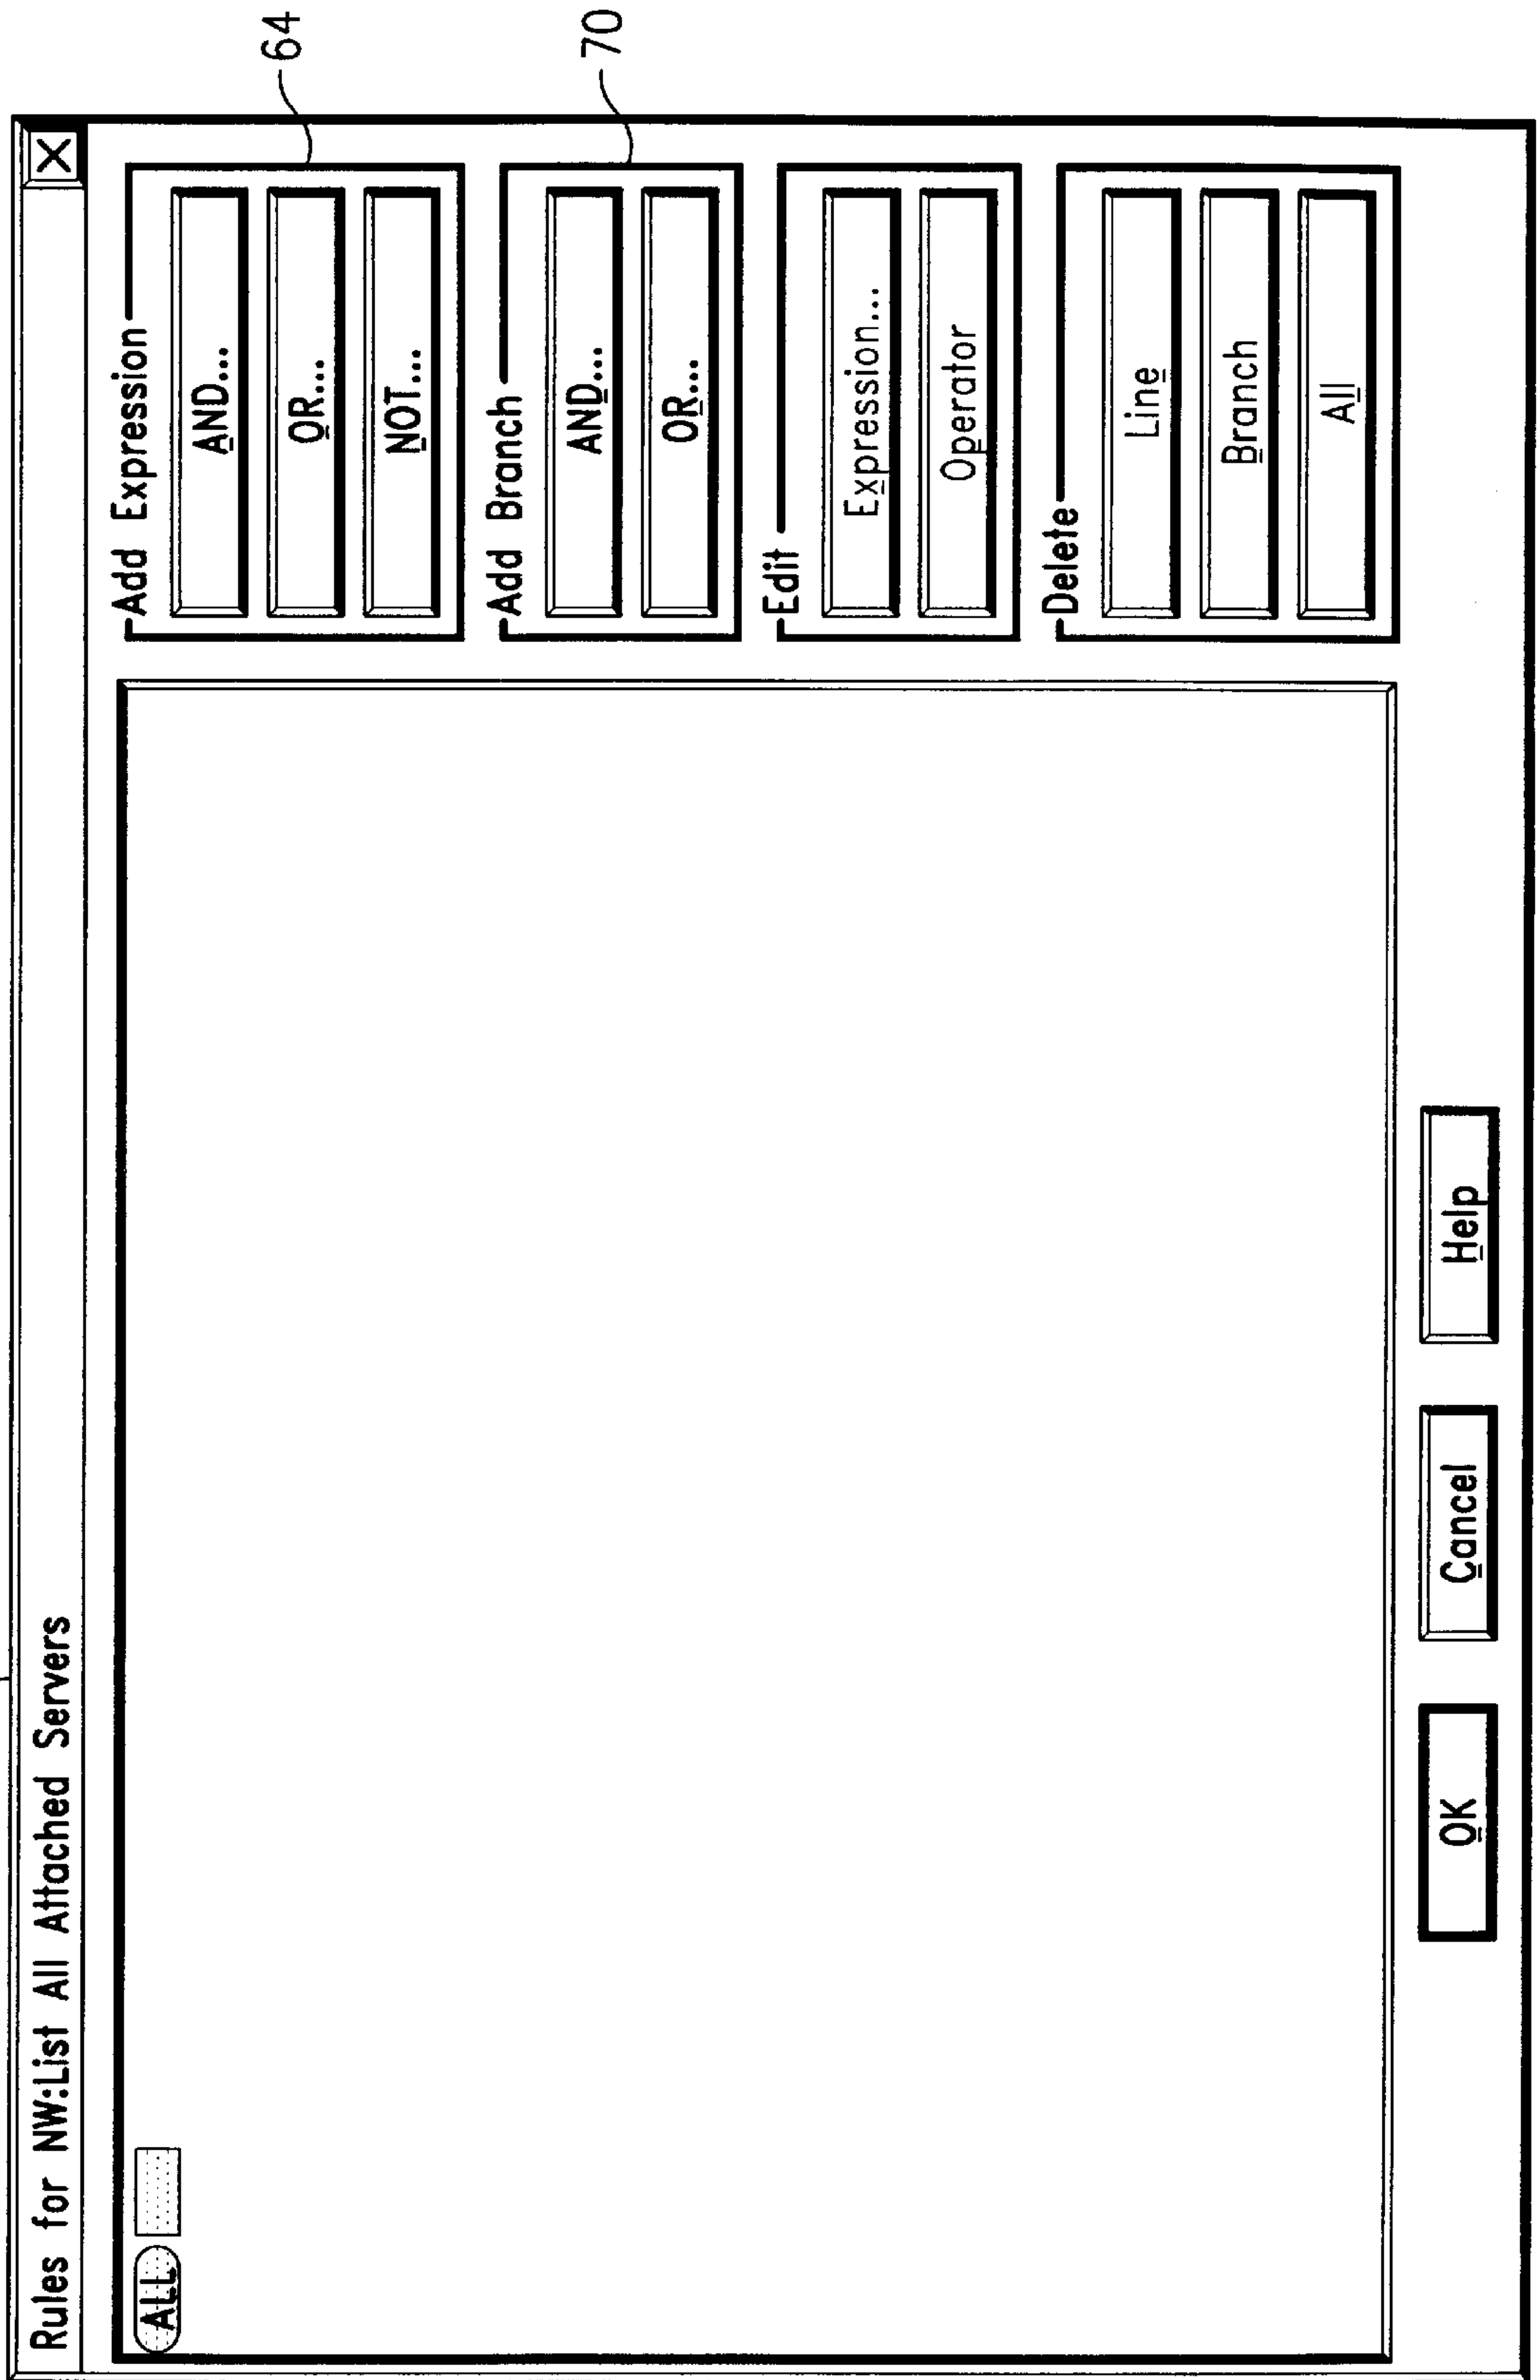 Rules for NW:List All Attached Servers
X
ALL
Add Expression
AND...
OR...
NOT...
64
Add Branch
AND...
OR...
70
Edit
Expression...
Operator
Delete
Line
Branch
All
OK
Cancel
Help